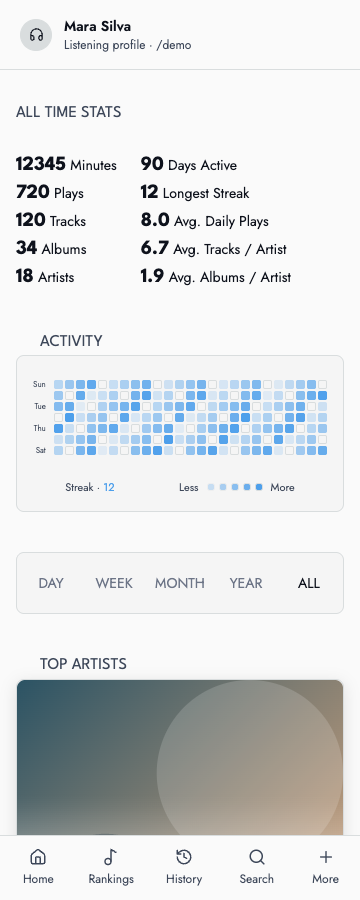 Mara Silva
Listening profile · /demo
ALL TIME STATS
12345 Minutes
90 Days Active
720 Plays
12 Longest Streak
120 Tracks
8.0 Avg. Daily Plays
34 Albums
6.7 Avg. Tracks / Artist
18 Artists
1.9 Avg. Albums / Artist
ACTIVITY
Sun
Tue
Thu
Sat
Streak · 12
Less
More
DAY WEEK MONTH YEAR ALL
TOP ARTISTS
Home Rankings History Search More